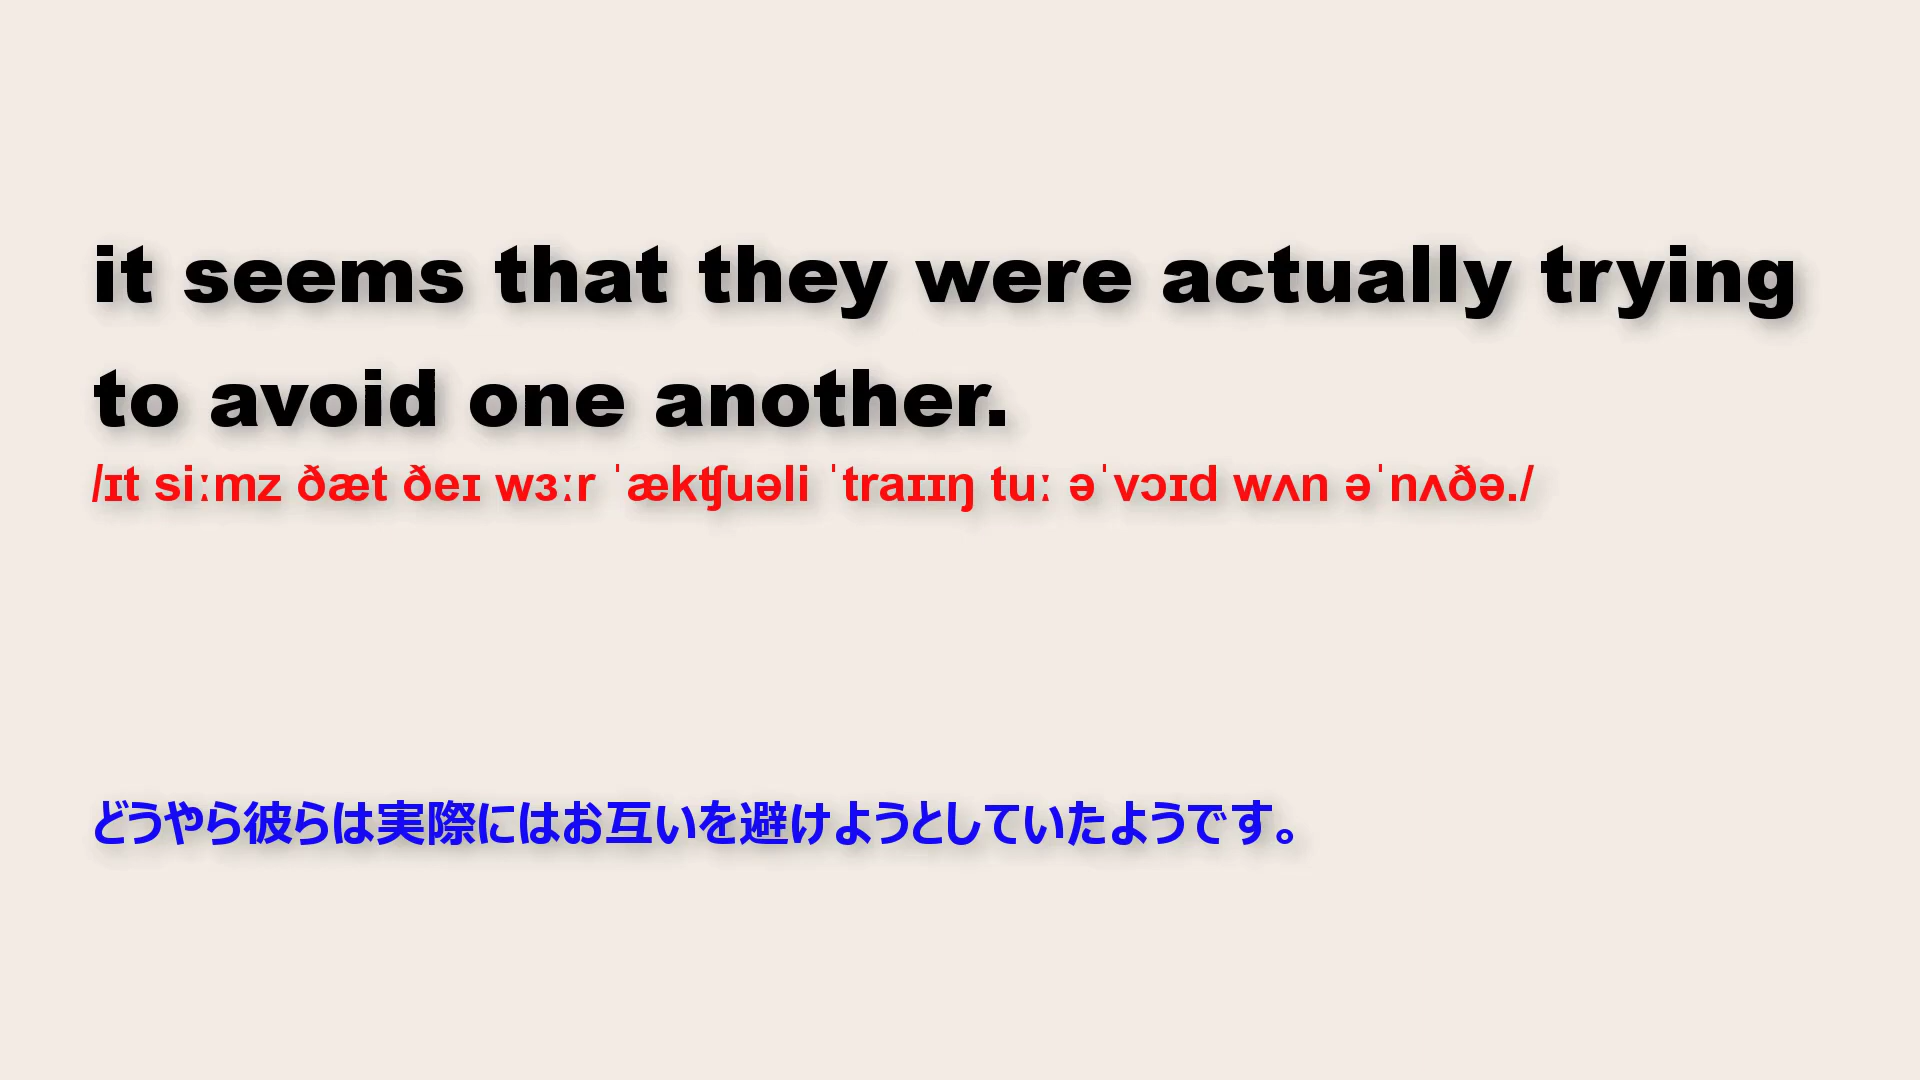 it seems that they were actually trying
to avoid one another.
/ɪt siːmz ðæt ðeɪ wɜːr ˈækʧuəli ˈtraɪɪŋ tuː əˈvɔɪd wʌn əˈnʌðə./
どうやら彼らは実際にはお互いを避けようとしていたようです。